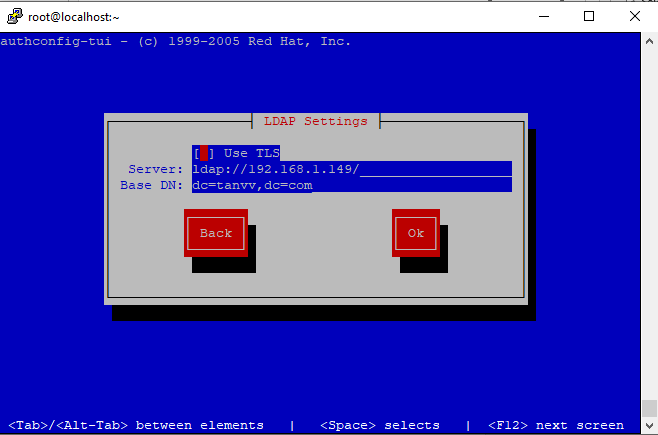 root@localhost:~
authconfig-tui - (c) 1999-2005 Red Hat, Inc.
LDAP Settings
[ ] Use TLS
Server: ldap://192.168.1.149/
Base DN: dc=tanvv,dc=com
Back Ok
<Tab>/<Alt-Tab> between elements | <Space> selects | <F12> next screen